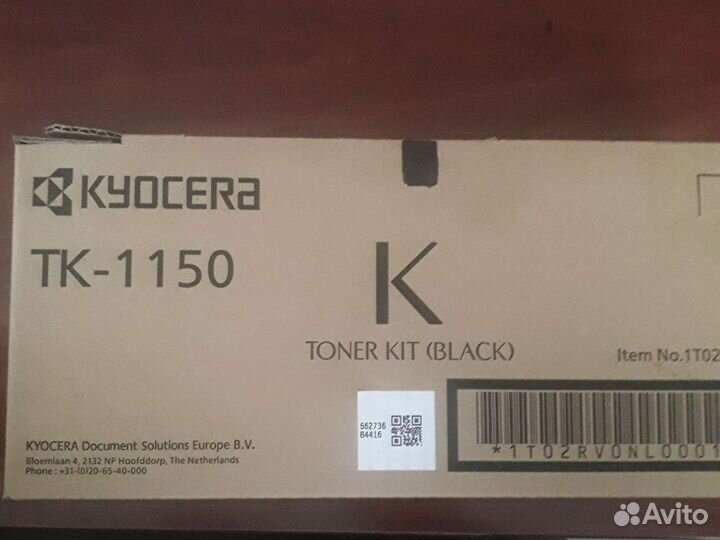 KYOCERA
TK-1150
K
TONER KIT (BLACK)
Item No.1T02
562736
84416
*1T02RV0NL0001
KYOCERA Document Solutions Europe B.V.
Bloemlaan 4, 2132 NP Hoofddorp, The Netherlands
Phone : +31-(0)20-65-40-000
Avito